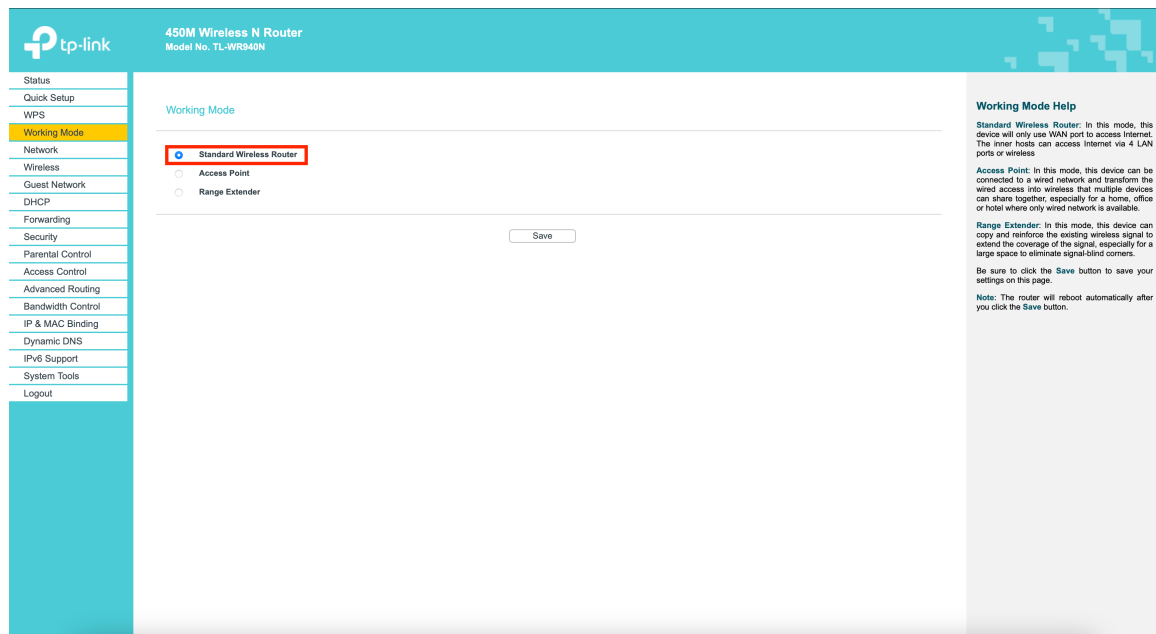 tp-link
450M Wireless N Router
Model No. TL-WR940N
Status
Quick Setup
WPS
Working Mode
Network
Wireless
Guest Network
DHCP
Forwarding
Security
Parental Control
Access Control
Advanced Routing
Bandwidth Control
IP & MAC Binding
Dynamic DNS
IPv6 Support
System Tools
Logout
Working Mode
Standard Wireless Router
Access Point
Range Extender
Save
Working Mode Help
Standard Wireless Router: In this mode, this
device will only use WAN port to access Internet.
The inner hosts can access Internet via 4 LAN
ports or wireless
Access Point: In this mode, this device can be
connected to a wired network and transform the
wired access into wireless that multiple devices
can share together, especially for a home, office
or hotel where only wired network is available.
Range Extender: In this mode, this device can
copy and reinforce the existing wireless signal to
extend the coverage of the signal, especially for a
large space to eliminate signal-blind corners.
Be sure to click the Save button to save your
settings on this page.
Note: The router will reboot automatically after
you click the Save button.